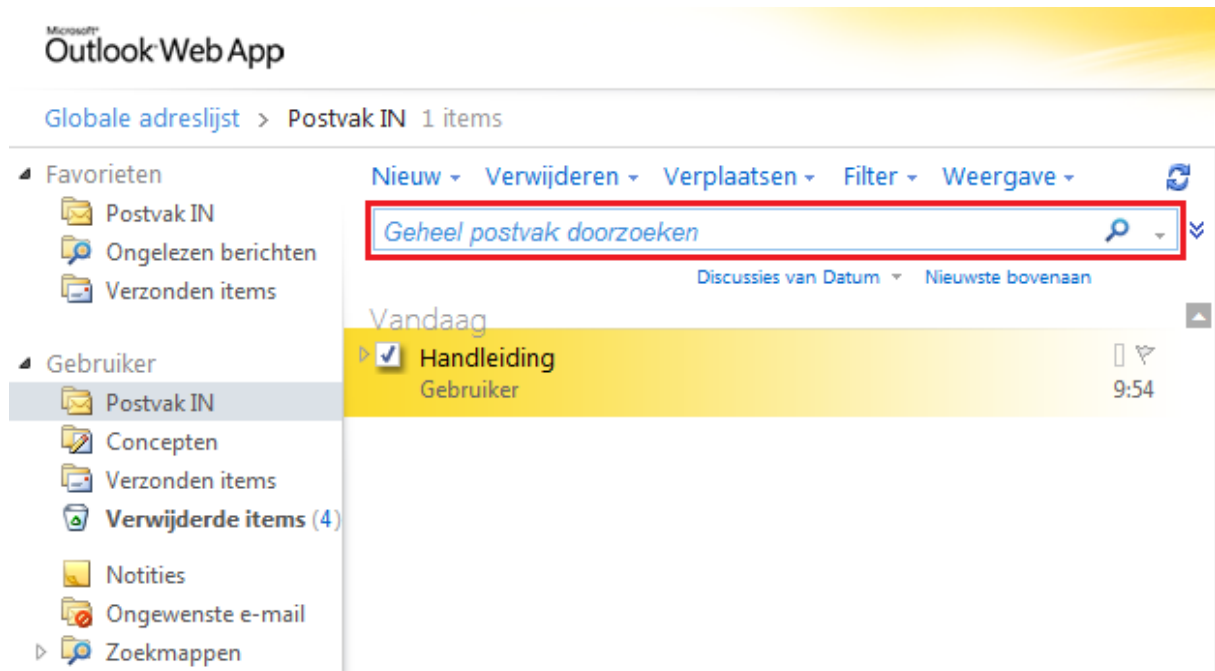 Microsoft®
Outlook Web App
Globale adreslijst > Postvak IN 1 items
Favorieten
Postvak IN
Ongelezen berichten
Verzonden items
Gebruiker
Postvak IN
Concepten
Verzonden items
Verwijderde items (4)
Notities
Ongewenste e-mail
Zoekmappen
Nieuw Verwijderen Verplaatsen Filter Weergave
Geheel postvak doorzoeken
Discussies van Datum Nieuwste bovenaan
Vandaag
Handleiding
Gebruiker 9:54